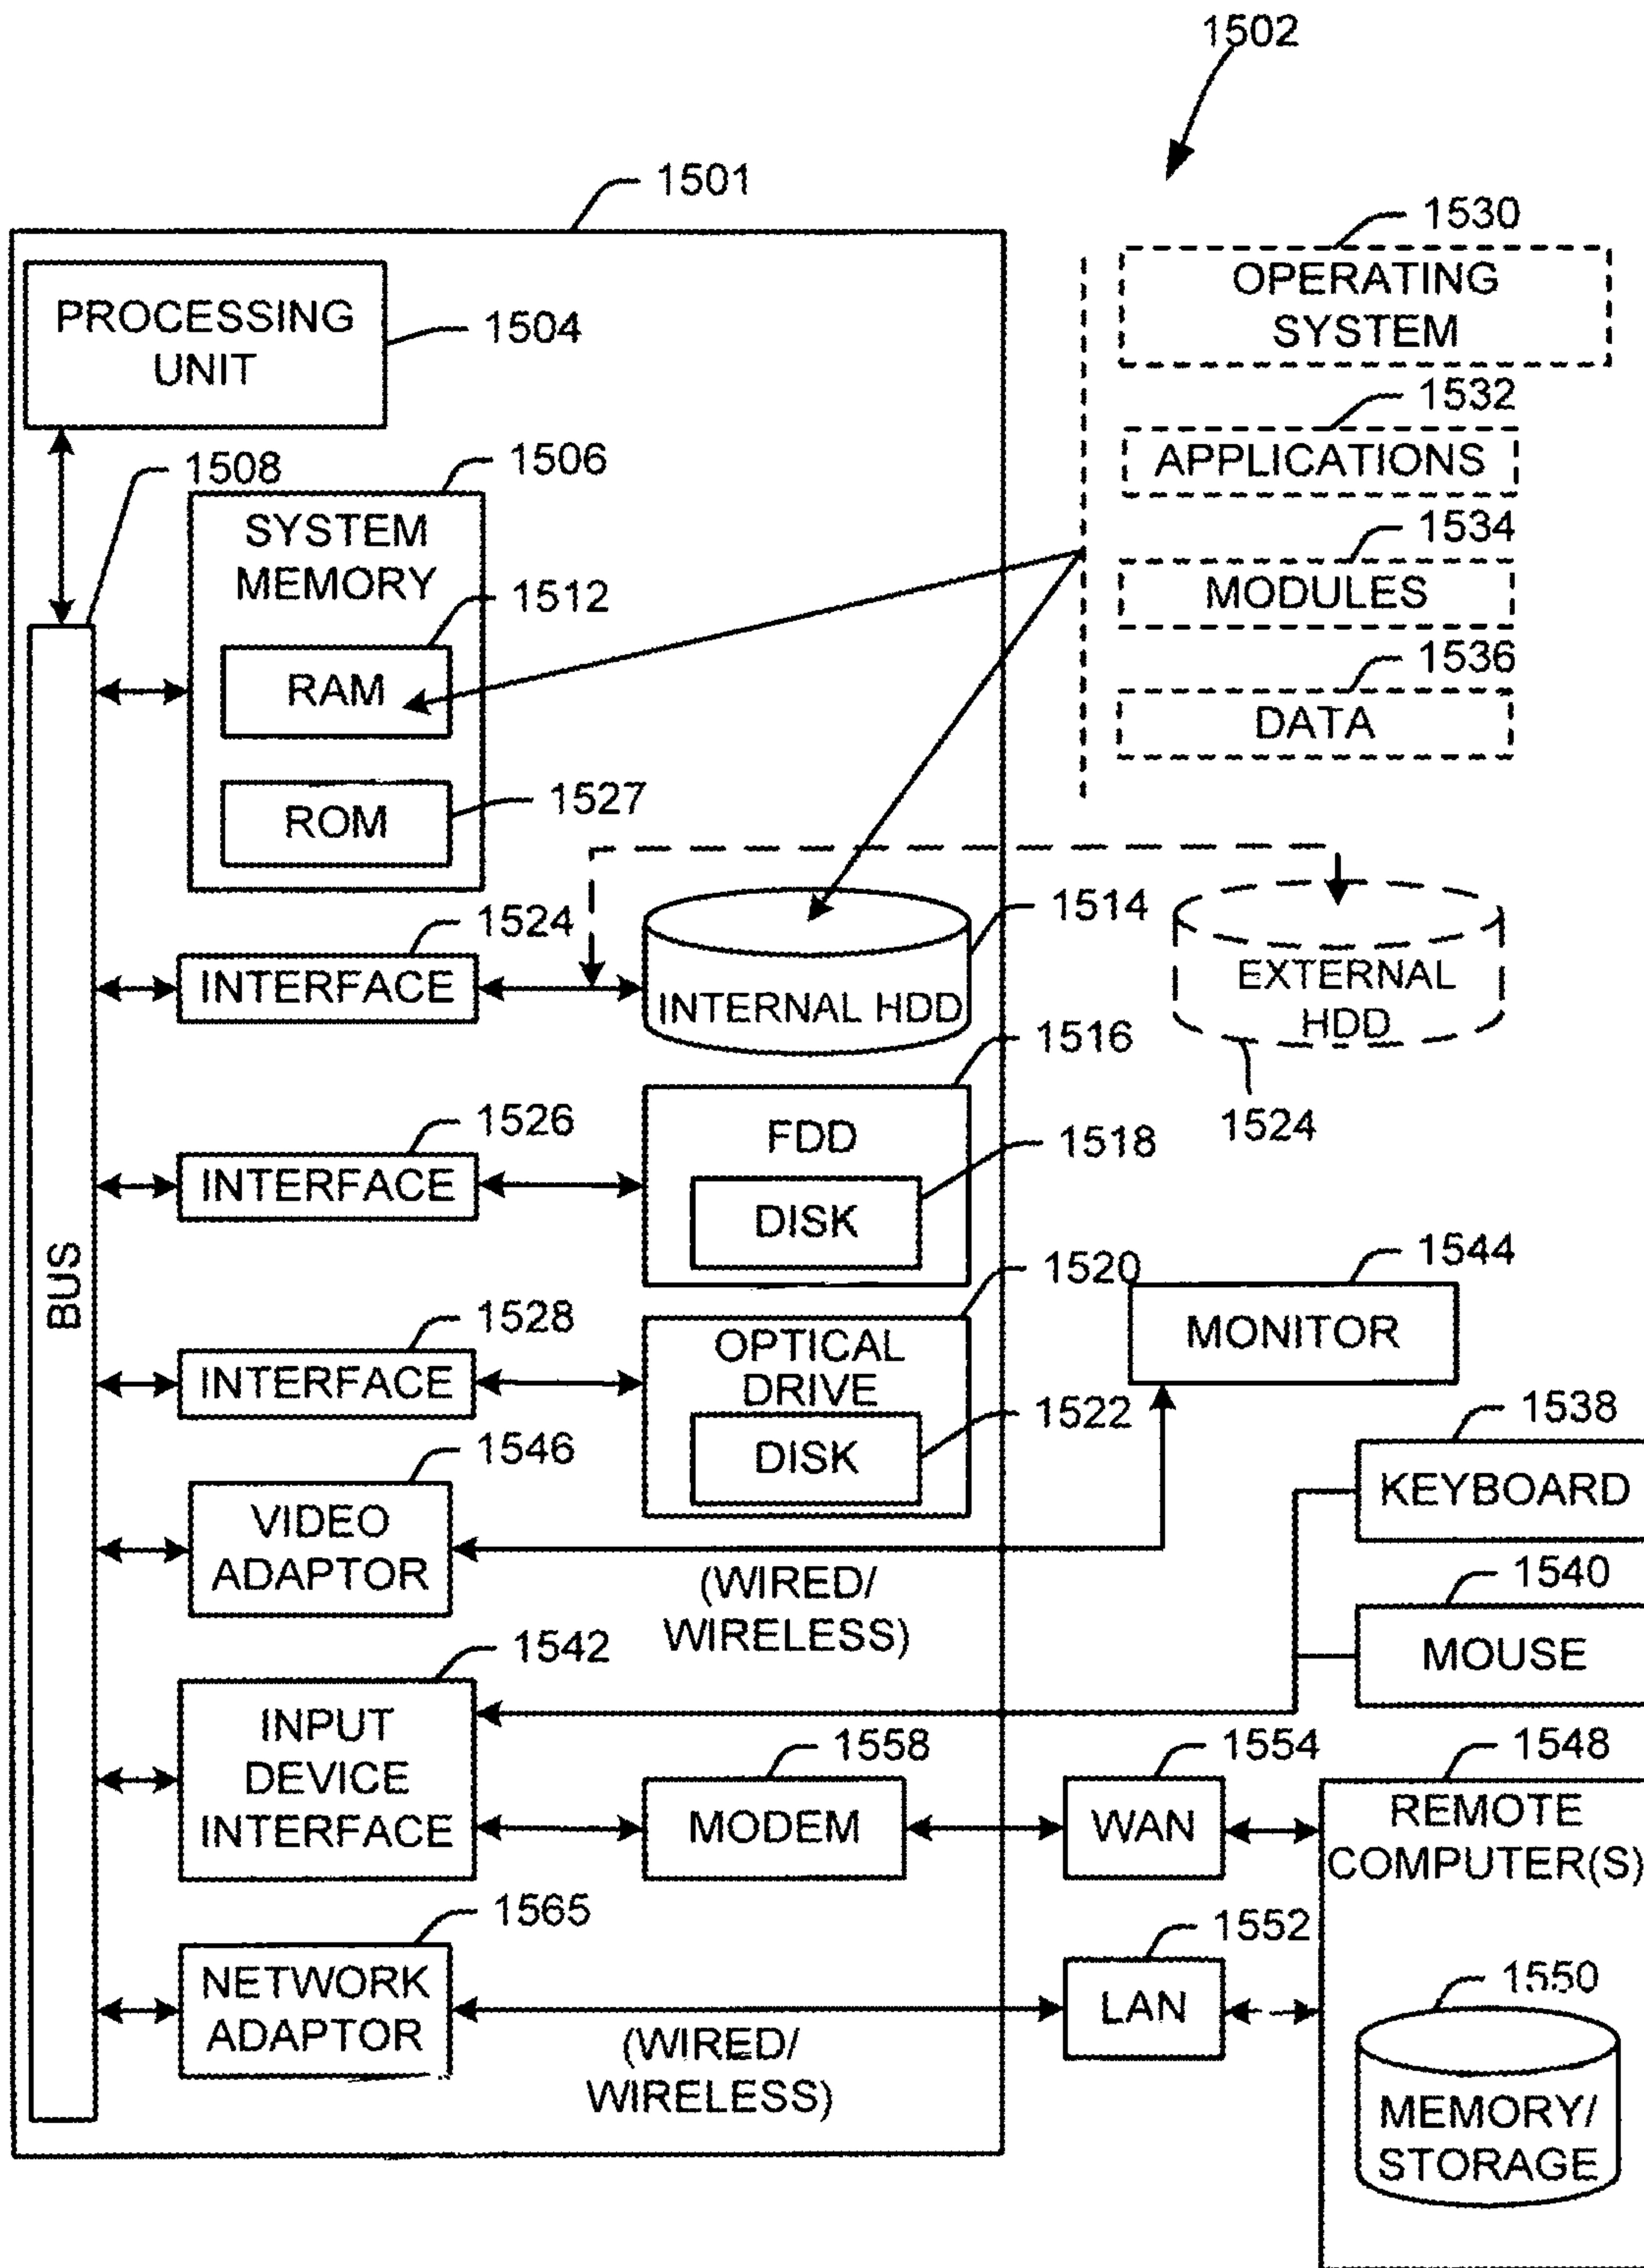 1502
1501
1530
OPERATING
SYSTEM
PROCESSING
UNIT
1504
1532
APPLICATIONS
1508
1506
SYSTEM
MEMORY
1534
MODULES
1512
RAM
1536
DATA
1527
ROM
1524
INTERFACE
1514
INTERNAL HDD
EXTERNAL
HDD
1524
1516
FDD
1526
INTERFACE
1518
DISK
BUS
1520
OPTICAL
DRIVE
1544
MONITOR
1528
INTERFACE
1522
DISK
1538
KEYBOARD
1546
VIDEO
ADAPTOR
(WIRED/
WIRELESS)
1540
MOUSE
1542
INPUT
DEVICE
INTERFACE
1558
MODEM
1554
WAN
1548
REMOTE
COMPUTER(S)
1565
NETWORK
ADAPTOR
(WIRED/
WIRELESS)
1552
LAN
1550
MEMORY/
STORAGE